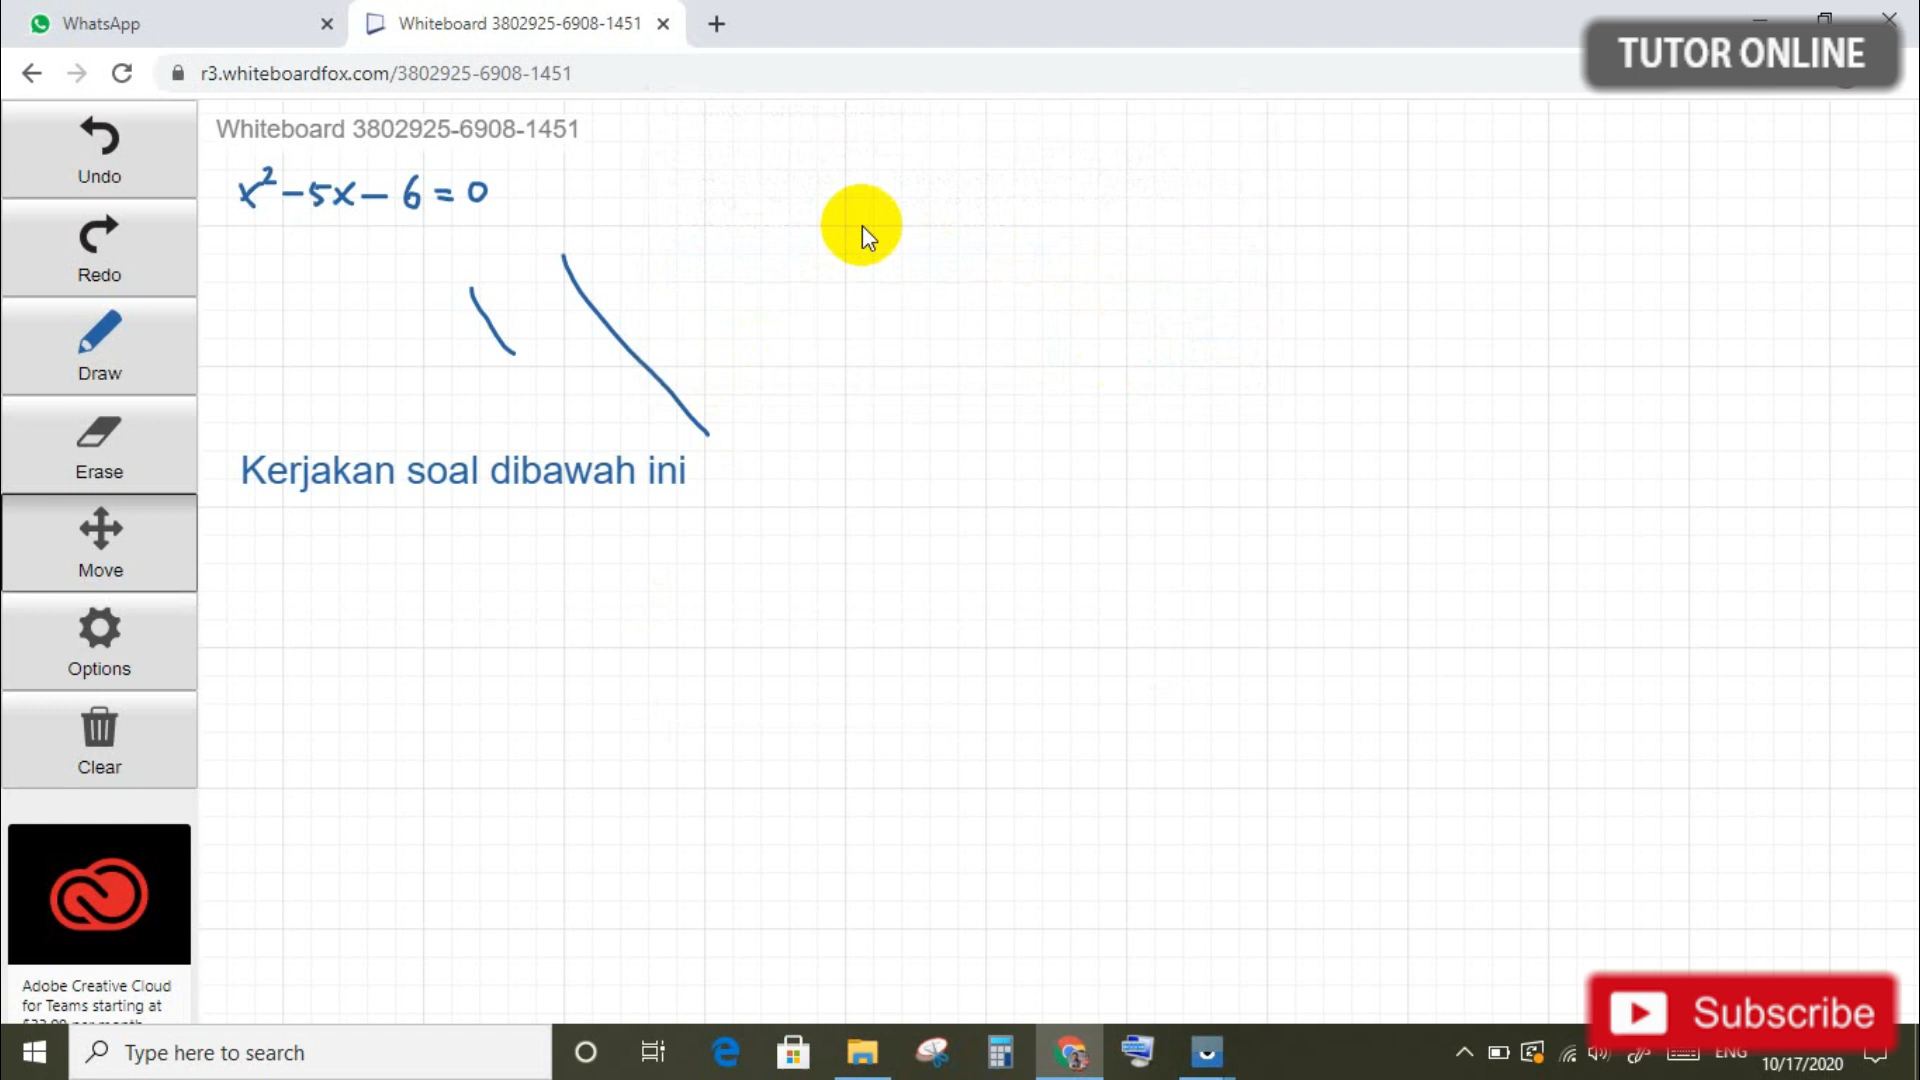 WhatsApp
Whiteboard 3802925-6908-1451
TUTOR ONLINE
r3.whiteboardfox.com/3802925-6908-1451
Undo
Redo
Draw
Erase
Move
Options
Clear
Whiteboard 3802925-6908-1451
x² - 5x - 6 = 0
Kerjakan soal dibawah ini
Adobe Creative Cloud
for Teams starting at
Subscribe
Type here to search
ENG
10/17/2020